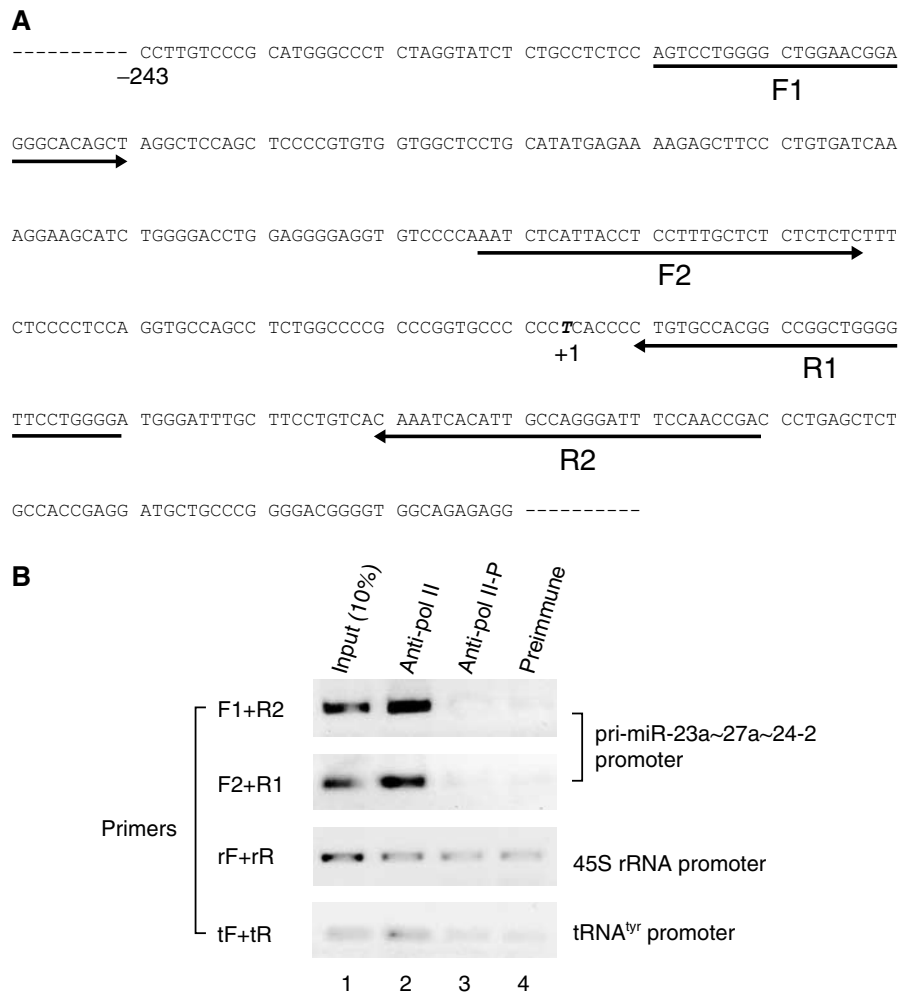 A
---------- CCTTGTCCCG CATGGGCCCT CTAGGTATCT CTGCCTCTCC AGTCCTGGGG CTGGAACGGA
−243
F1
GGGCACAGCT AGGCTCCAGC TCCCCGTGTG GTGGCTCCTG CATATGAGAA AAGAGCTTCC CTGTGATCAA
AGGAAGCATC TGGGGACCTG GAGGGGAGGT GTCCCCAAAT CTCATTACCT CCTTTGCTCT CTCTCTCTTT
F2
CTCCCCTCCA GGTGCCAGCC TCTGGCCCCG CCCGGTGCCC CCCTCACCCC TGTGCCACGG CCGGCTGGGG
+1
R1
TTCCTGGGGA TGGGATTTGC TTCCTGTCAC AAATCACATT GCCAGGGATT TCCAACCGAC CCTGAGCTCT
R2
GCCACCGAGG ATGCTGCCCG GGGACGGGGT GGCAGAGAGG ----------
B
Input (10%)
Anti-pol II
Anti-pol II-P
Preimmune
Primers
F1+R2
F2+R1
pri-miR-23a~27a~24-2
promoter
rF+rR
45S rRNA promoter
tF+tR
tRNAtyr promoter
1 2 3 4